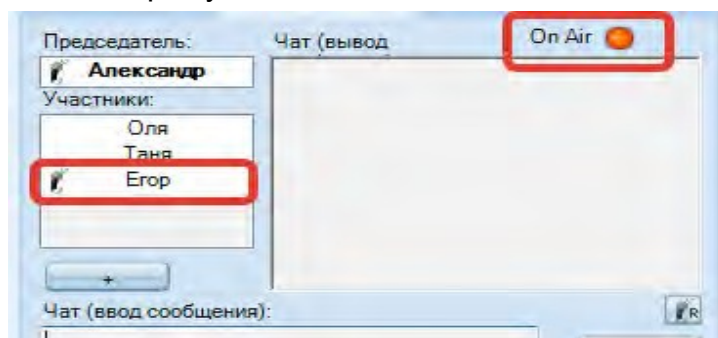 Председатель: Чат (вывод On Air
Александр
Участники:
Оля
Таня
Егор
+
Чат (ввод сообщения):
R